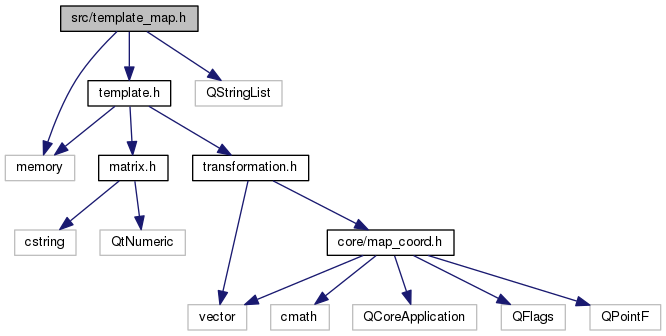 src/template_map.h
template.h
QStringList
memory
matrix.h
transformation.h
cstring
QtNumeric
core/map_coord.h
vector
cmath
QCoreApplication
QFlags
QPointF